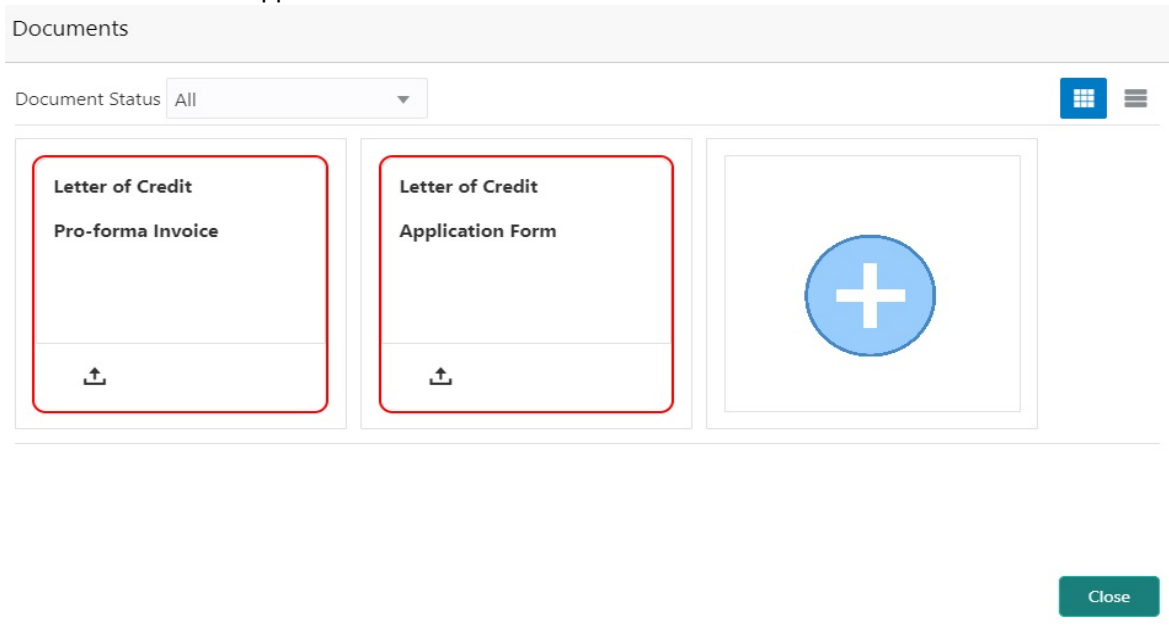 Documents
Document Status All
Letter of Credit
Pro-forma Invoice
Letter of Credit
Application Form
Close